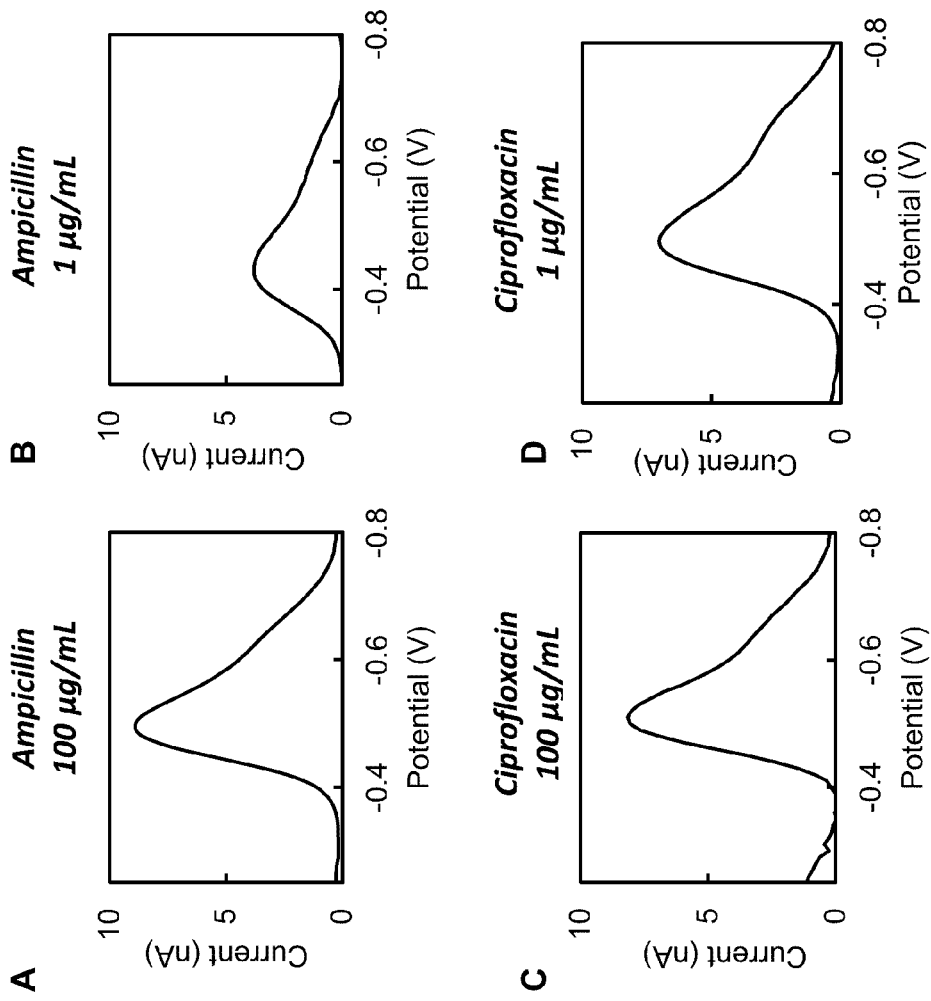 A
Ampicillin
100 µg/mL
10
5
0
Current (nA)
-0.4
-0.6
-0.8
Potential (V)
B
Ampicillin
1 µg/mL
10
5
0
Current (nA)
-0.4
-0.6
-0.8
Potential (V)
C
Ciprofloxacin
100 µg/mL
10
5
0
Current (nA)
-0.4
-0.6
-0.8
Potential (V)
D
Ciprofloxacin
1 µg/mL
10
5
0
Current (nA)
-0.4
-0.6
-0.8
Potential (V)